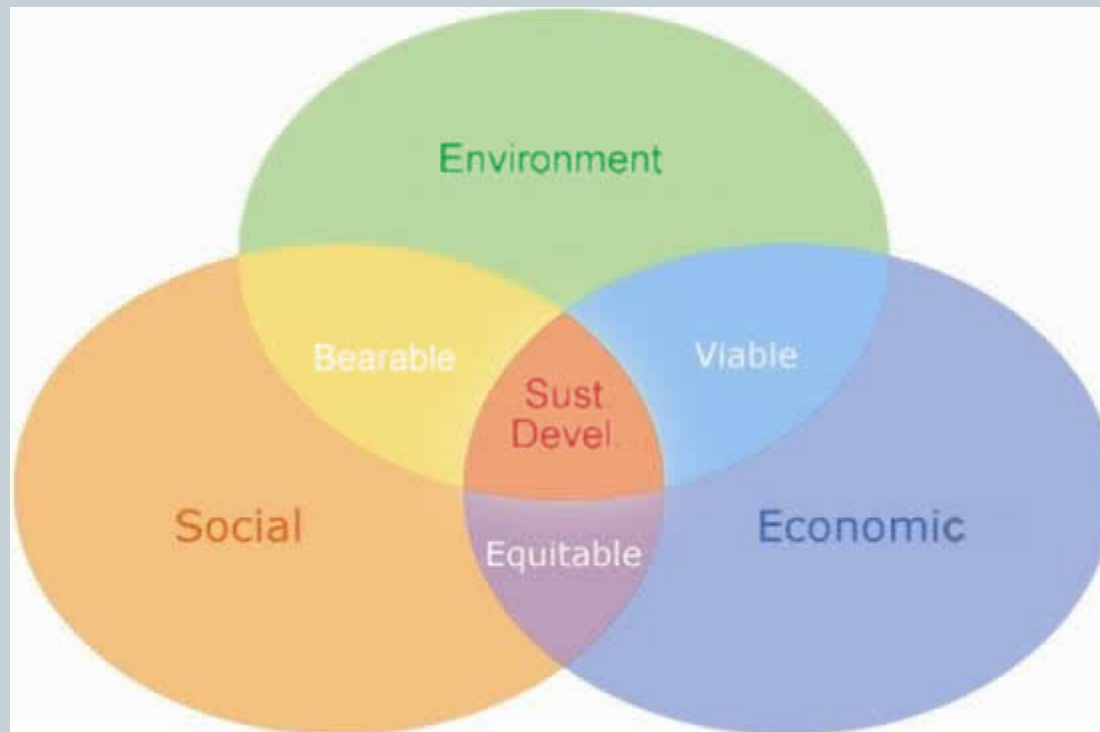 Environment
Bearable
Viable
Sust
Devel.
Social
Economic
Equitable